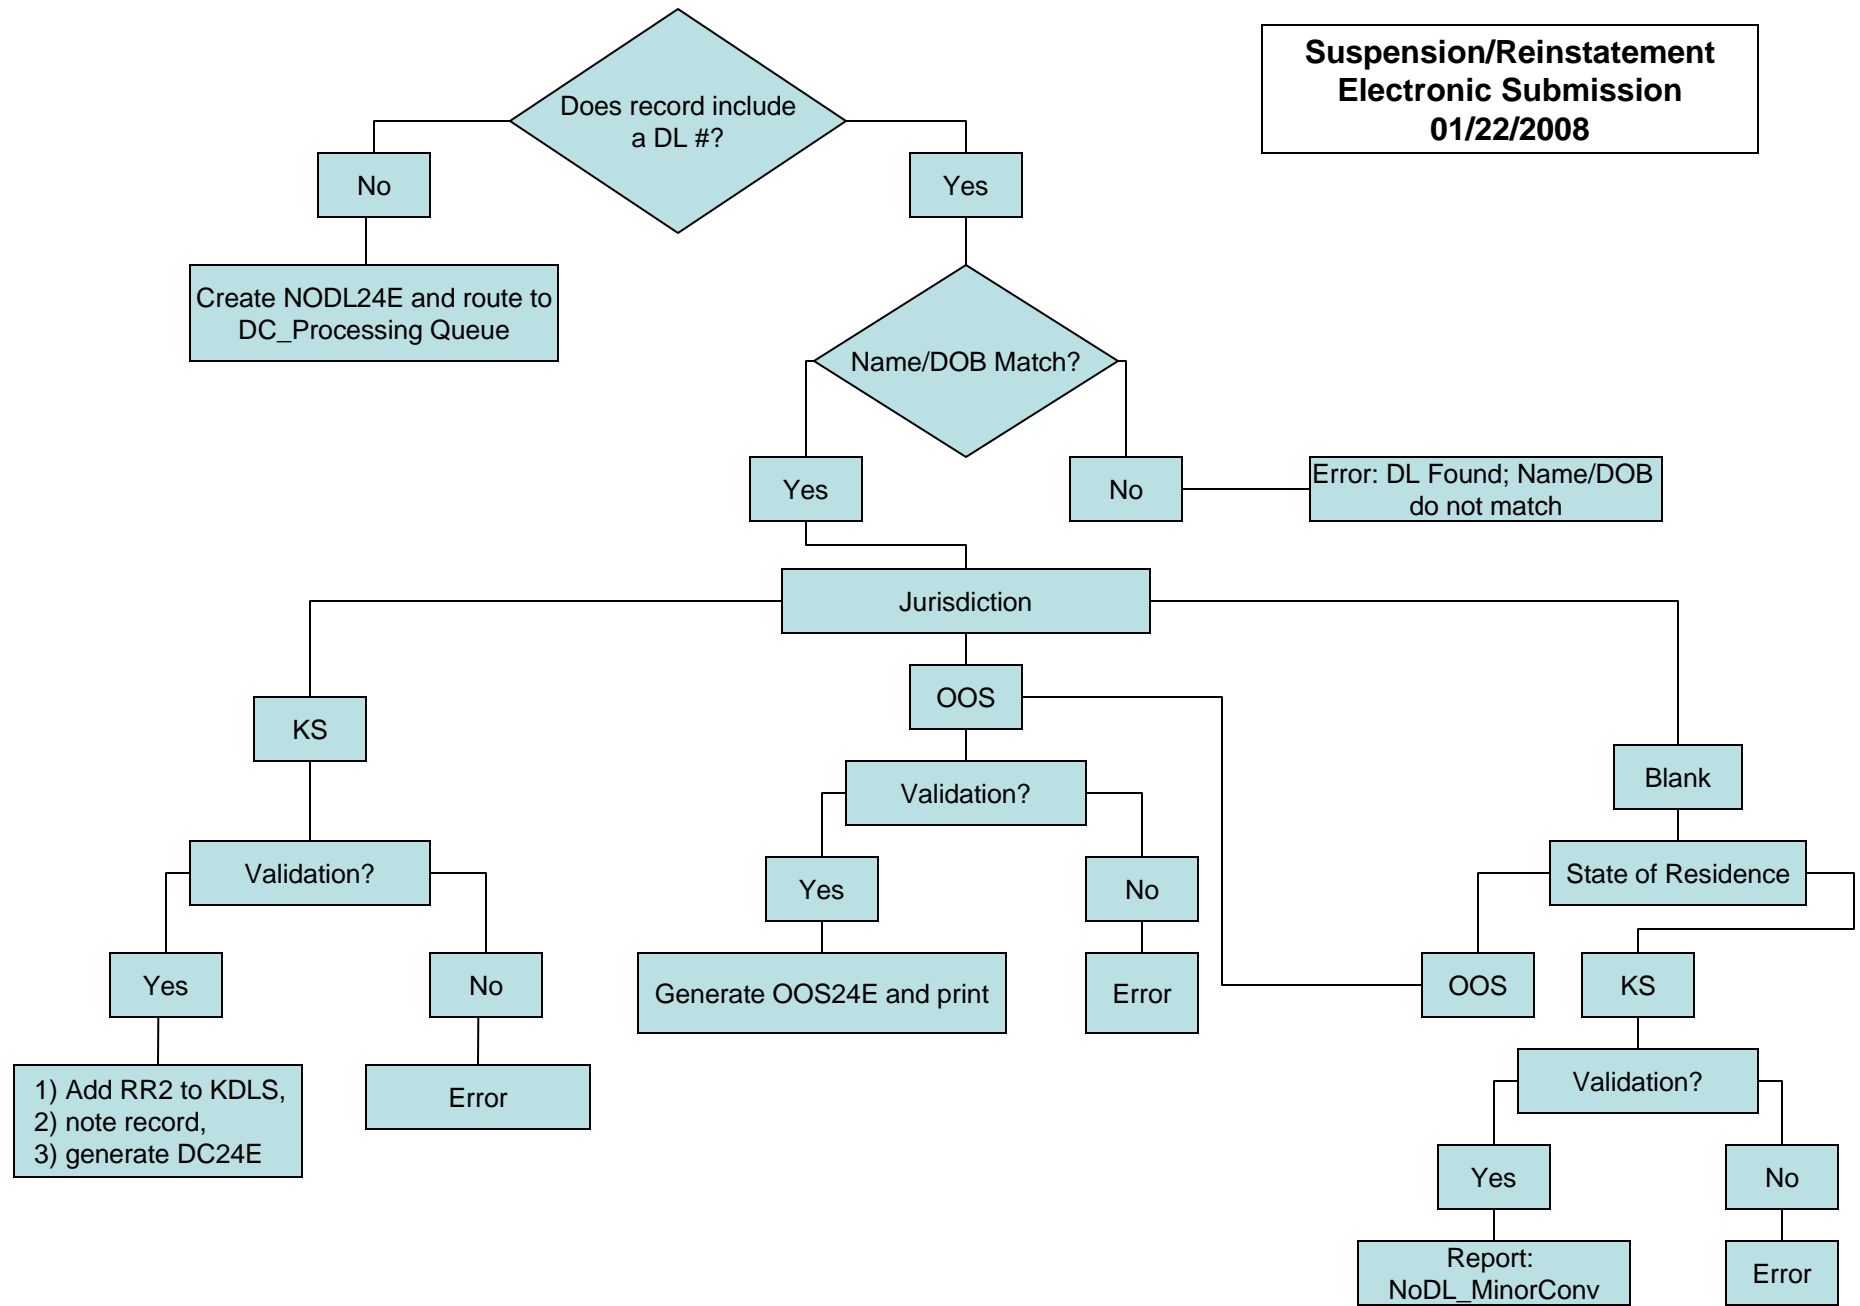 Suspension/Reinstatement
Electronic Submission
01/22/2008
Does record include
a DL #?
No
Yes
Create NODL24E and route to
DC_Processing Queue
Name/DOB Match?
Yes
No
Error: DL Found; Name/DOB
do not match
Jurisdiction
KS
OOS
Blank
Validation?
Validation?
State of Residence
Yes
No
Yes
No
OOS
KS
Generate OOS24E and print
Error
1) Add RR2 to KDLS,
2) note record,
3) generate DC24E
Error
Validation?
Yes
No
Report:
NoDL_MinorConv
Error